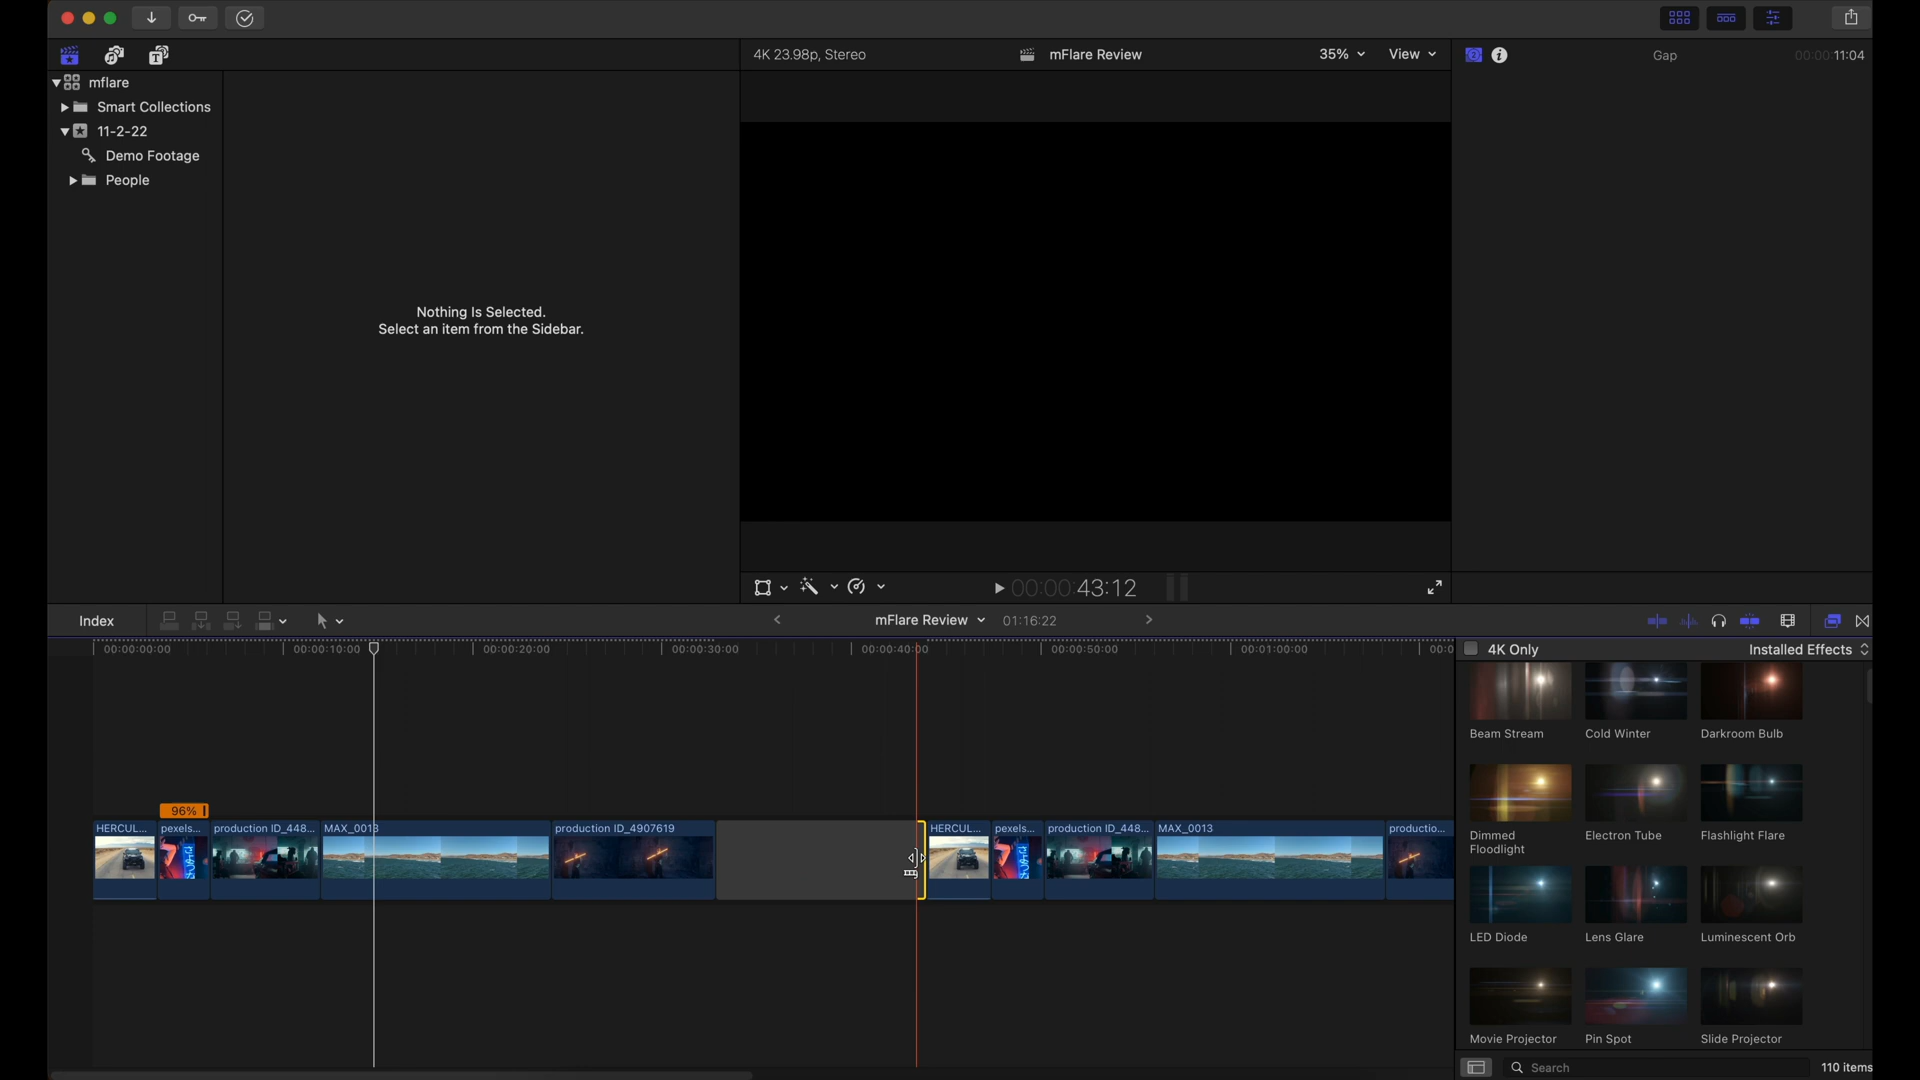 4K 23.98p, Stereo
mFlare Review
35%
View
Gap
00:00:11:04
mflare
Smart Collections
11-2-22
Demo Footage
People
Nothing Is Selected.
Select an item from the Sidebar.
00:00:43:12
Index
mFlare Review
01:16:22
00:00:00:00
00:00:10:00
00:00:20:00
00:00:30:00
00:00:40:00
00:00:50:00
00:01:00:00
4K Only
Installed Effects
Beam Stream
Cold Winter
Darkroom Bulb
Dimmed
Floodlight
Electron Tube
Flashlight Flare
LED Diode
Lens Glare
Luminescent Orb
Movie Projector
Pin Spot
Slide Projector
96%
HERCUL...
pexels...
production ID_448...
MAX_0013
production ID_4907619
HERCUL...
pexels...
production ID_448...
MAX_0013
productio...
Search
110 items